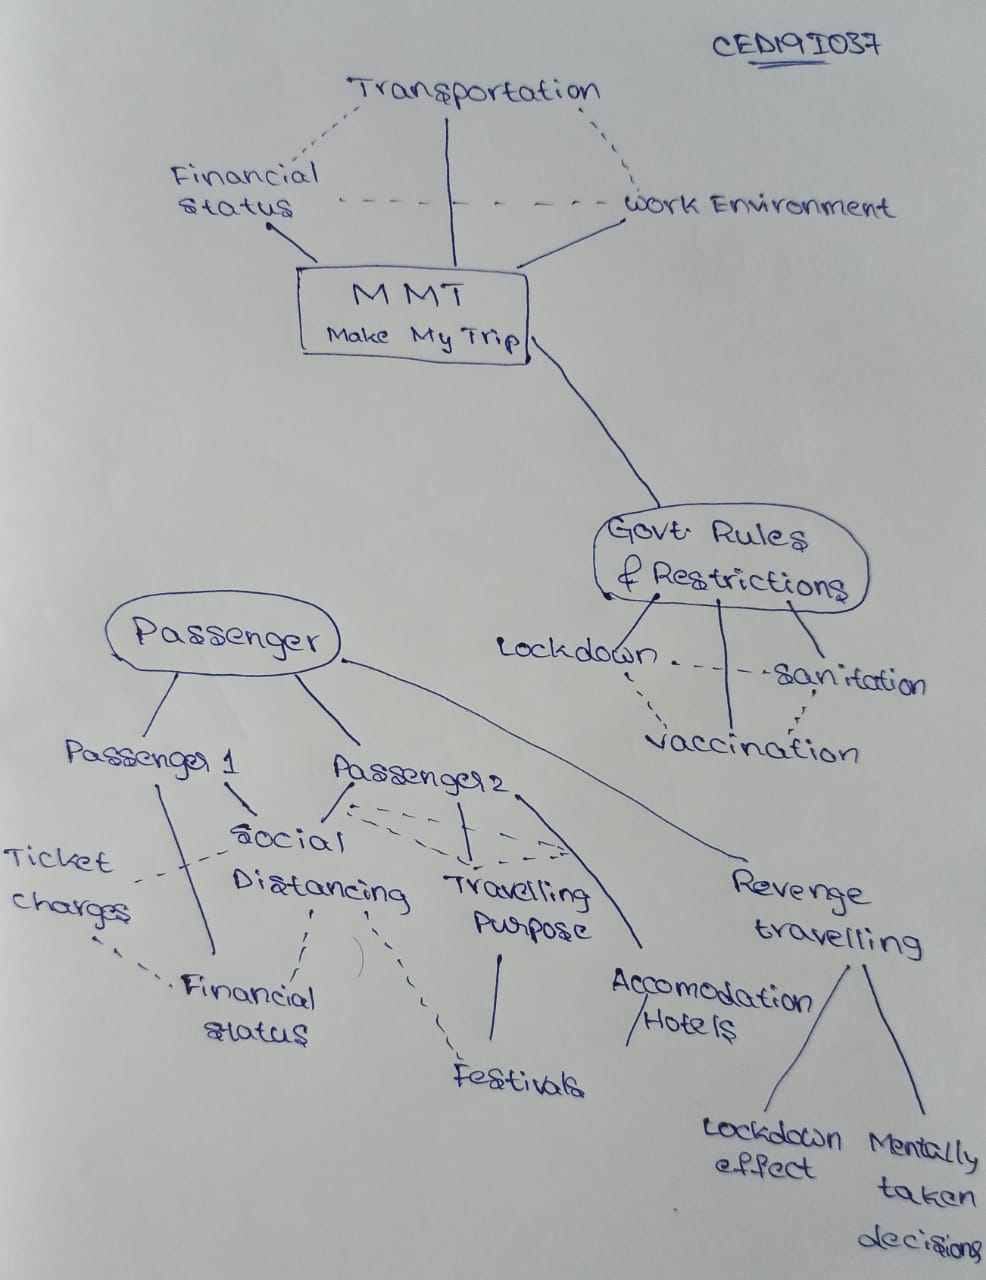 CED19I037
Transportation
Financial
status
Work Environment
MMT
Make My Trip
Govt. Rules
& Restrictions
Lockdown
Sanitation
Vaccination
Passenger
Passenger 1
Passenger 2
Social
Distancing
Ticket
charges
Travelling
Purpose
Financial
status
Festivals
Accomodation
/Hotels
Revenge
travelling
Lockdown
effect
Mentally
taken
decisions